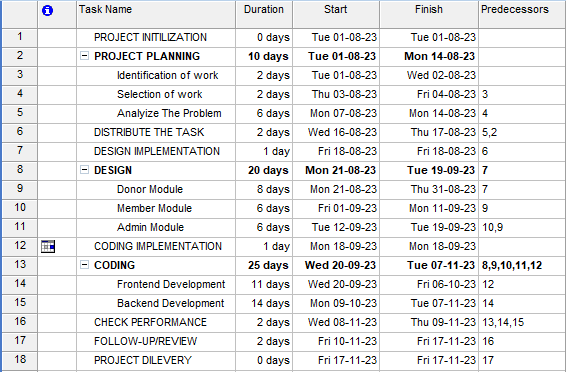 Task Name Duration Start Finish Predecessors
1 PROJECT INITILIZATION 0 days Tue 01-08-23 Tue 01-08-23
2 PROJECT PLANNING 10 days Tue 01-08-23 Mon 14-08-23
3 Identification of work 2 days Tue 01-08-23 Wed 02-08-23
4 Selection of work 2 days Thu 03-08-23 Fri 04-08-23 3
5 Analyize The Problem 6 days Mon 07-08-23 Mon 14-08-23 4
6 DISTRIBUTE THE TASK 2 days Wed 16-08-23 Thu 17-08-23 5,2
7 DESIGN IMPLEMENTATION 1 day Fri 18-08-23 Fri 18-08-23 6
8 DESIGN 20 days Mon 21-08-23 Tue 19-09-23 7
9 Donor Module 8 days Mon 21-08-23 Thu 31-08-23 7
10 Member Module 6 days Fri 01-09-23 Mon 11-09-23 9
11 Admin Module 6 days Tue 12-09-23 Tue 19-09-23 10,9
12 CODING IMPLEMENTATION 1 day Mon 18-09-23 Mon 18-09-23
13 CODING 25 days Wed 20-09-23 Tue 07-11-23 8,9,10,11,12
14 Frontend Development 11 days Wed 20-09-23 Fri 06-10-23 12
15 Backend Development 14 days Mon 09-10-23 Tue 07-11-23 14
16 CHECK PERFORMANCE 2 days Wed 08-11-23 Thu 09-11-23 13,14,15
17 FOLLOW-UP/REVIEW 2 days Fri 10-11-23 Fri 17-11-23 16
18 PROJECT DILEVERY 0 days Fri 17-11-23 Fri 17-11-23 17